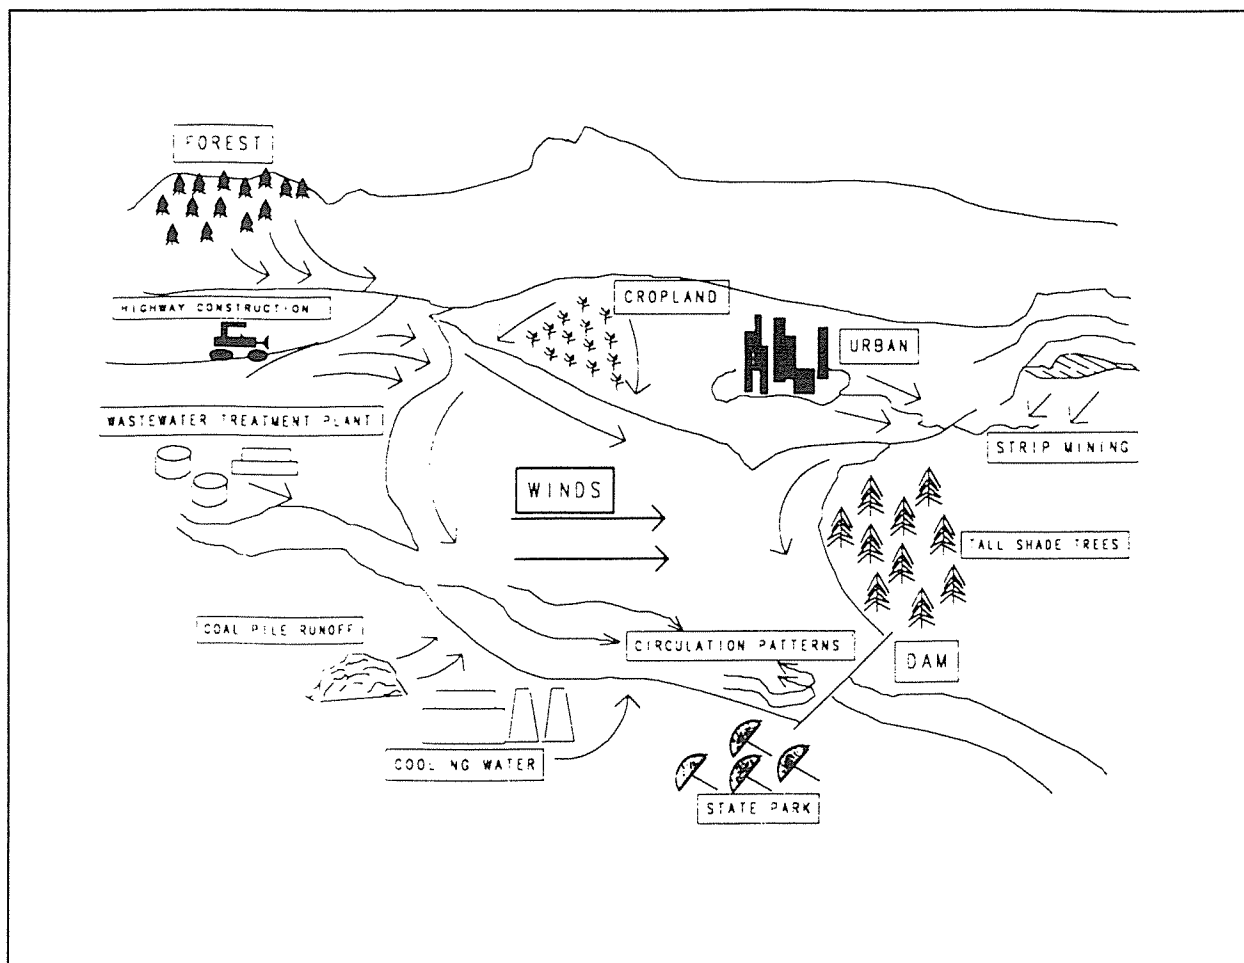 FOREST
HIGHWAY CONSTRUCTION
CROPLAND
URBAN
WASTEWATER TREATMENT PLANT
STRIP MINING
WINDS
TALL SHADE TREES
COAL PILE RUNOFF
CIRCULATION PATTERNS
DAM
COOLING WATER
STATE PARK